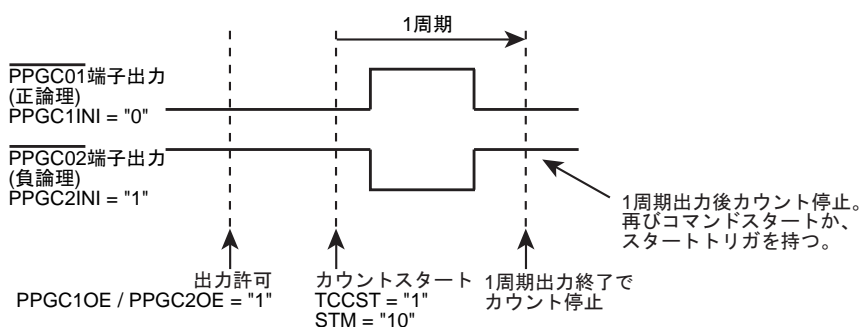 1周期
PPGC01端子出力
(正論理)
PPGC1INI = "0"
PPGC02端子出力
(負論理)
PPGC2INI = "1"
1周期出力後カウント停止。
再びコマンドスタートか、
スタートトリガを持つ。
出力許可
PPGC1OE / PPGC2OE = "1"
カウントスタート
TCCST = "1"
STM = "10"
1周期出力終了で
カウント停止